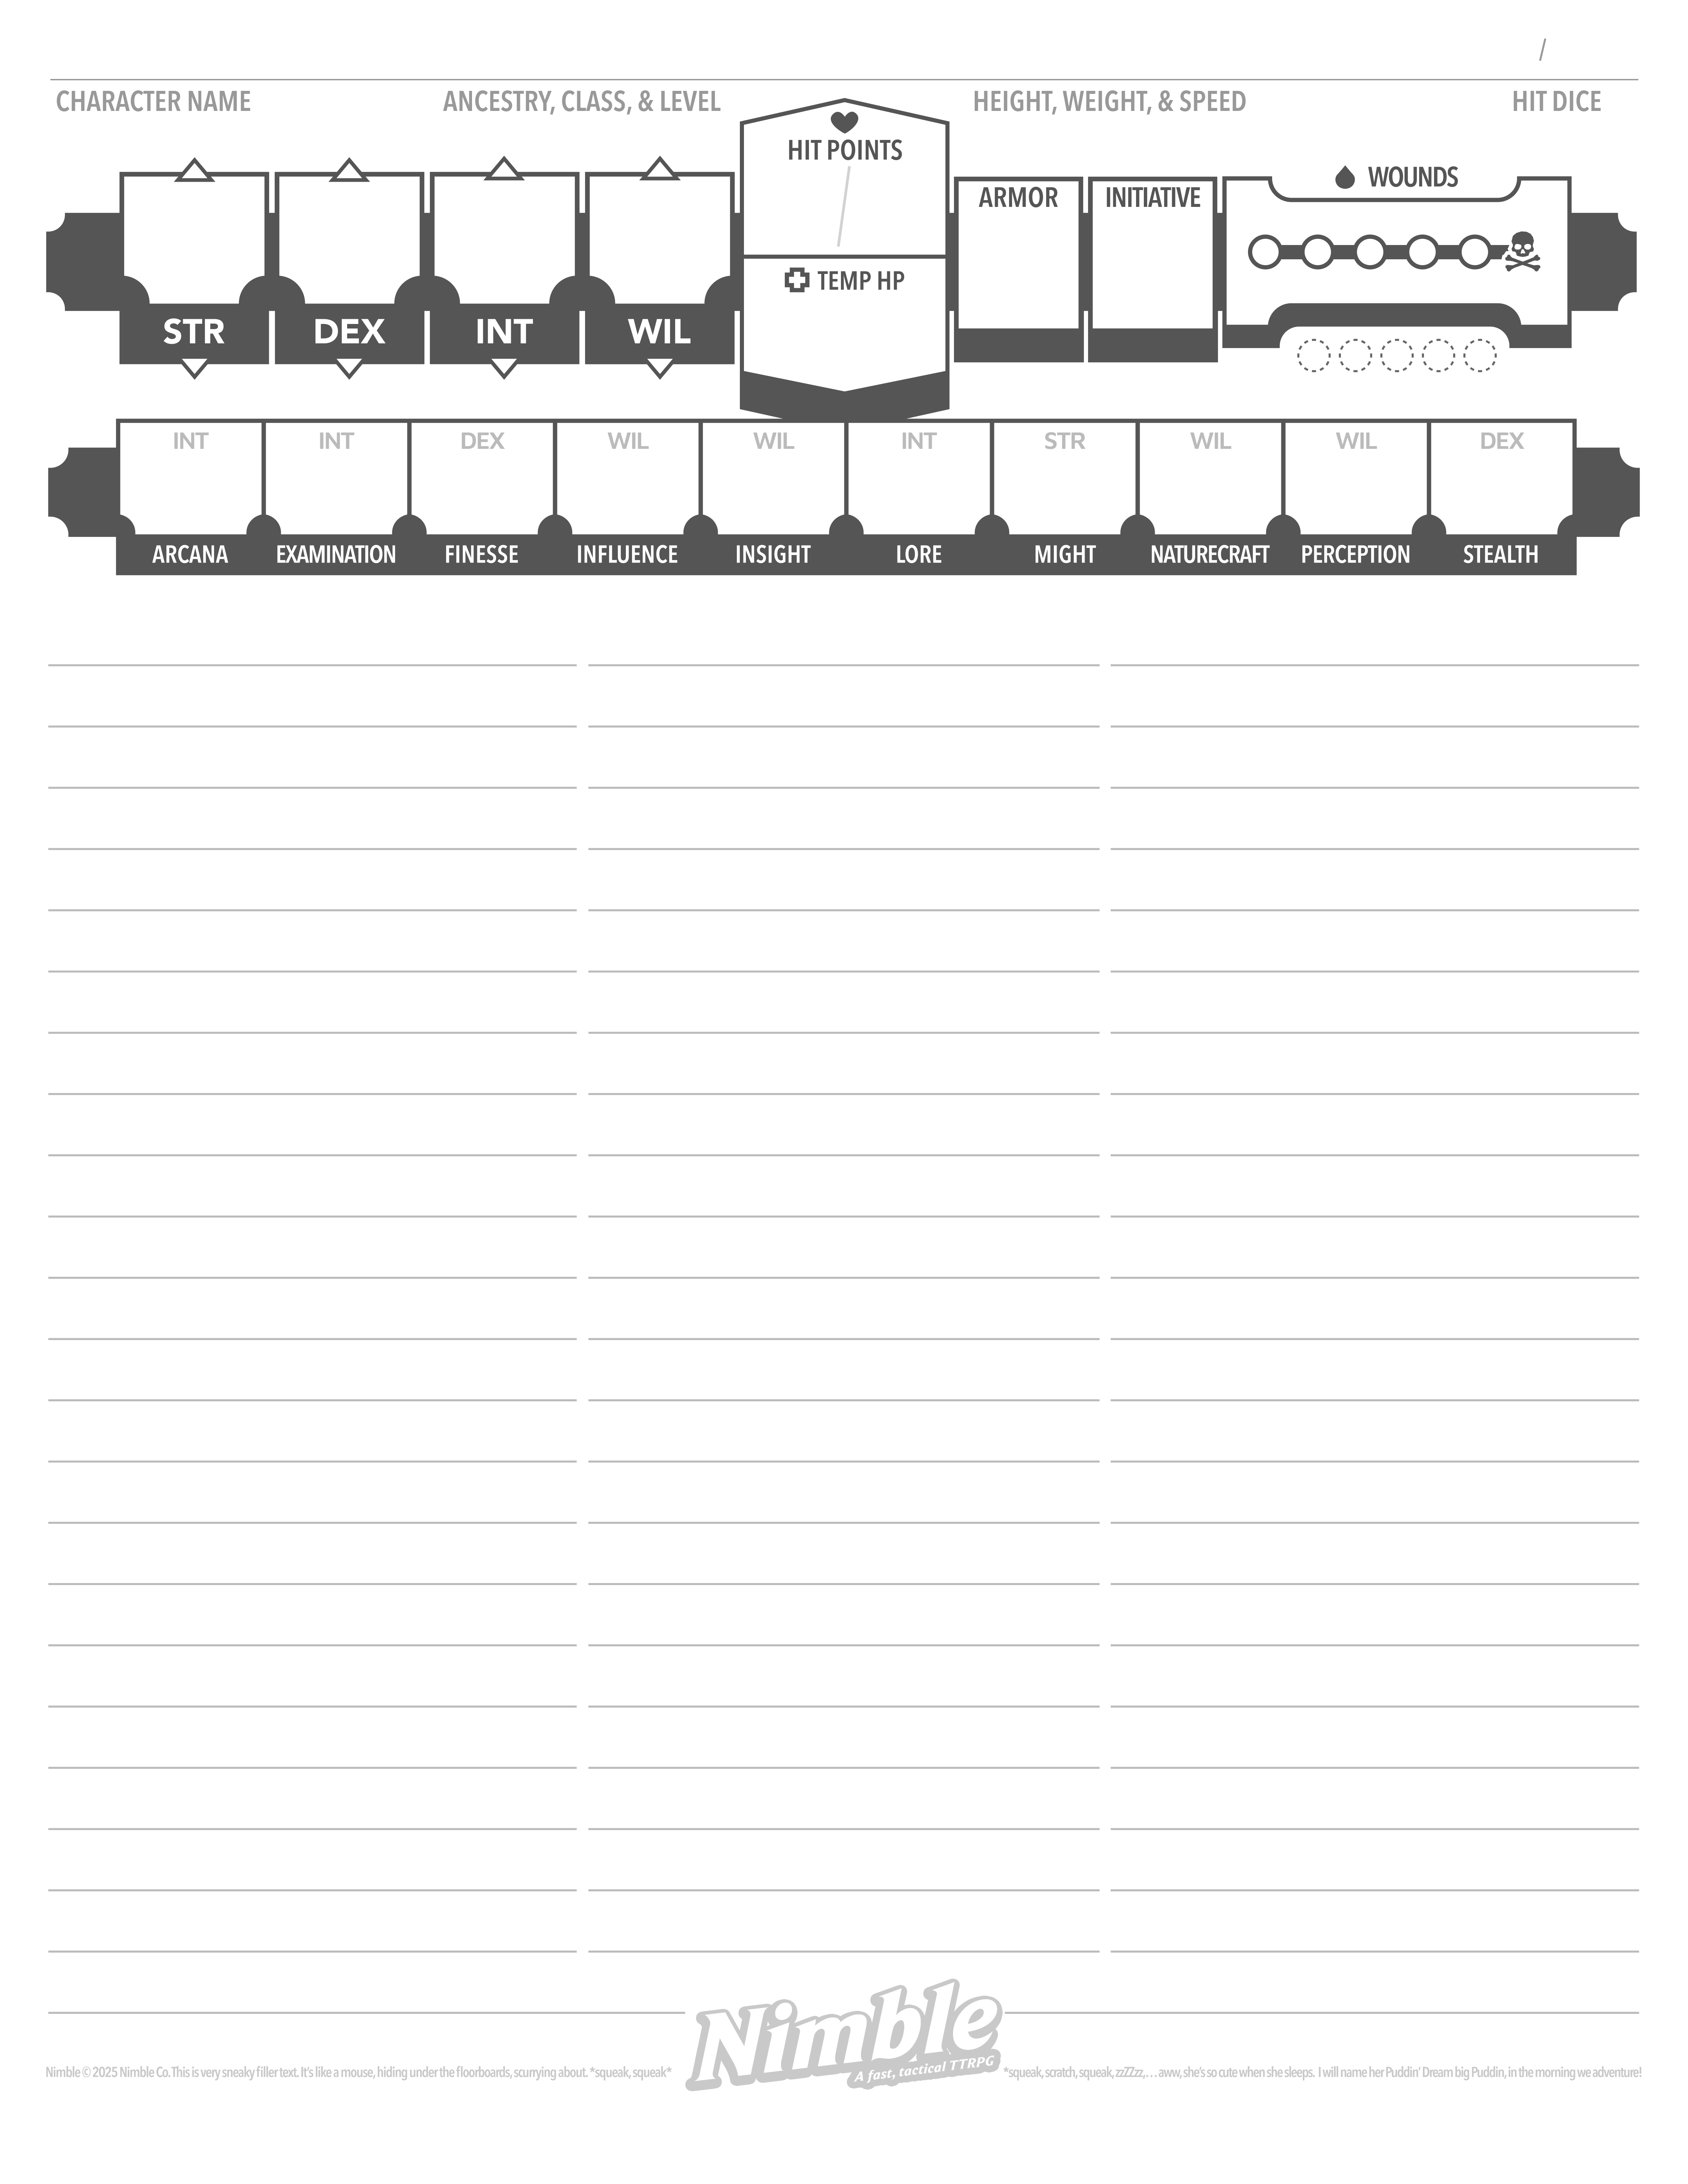 /
CHARACTER NAME ANCESTRY, CLASS, & LEVEL HEIGHT, WEIGHT, & SPEED HIT DICE
HIT POINTS
WOUNDS
ARMOR INITIATIVE
TEMP HP
STR DEX INT WIL
INT INT DEX WIL WIL INT STR WIL WIL DEX
ARCANA EXAMINATION FINESSE INFLUENCE INSIGHT LORE MIGHT NATURECRAFT PERCEPTION STEALTH
Nimble
A fast, tactical TTRPG
Nimble © 2025 Nimble Co. This is very sneaky filler text. It's like a mouse, hiding under the floorboards, scurrying about. *squeak, squeak*
*squeak, scratch, squeak, zzZZzz, . . . aww, she's so cute when she sleeps. I will name her Puddin' Dream big Puddin, in the morning we adventure!